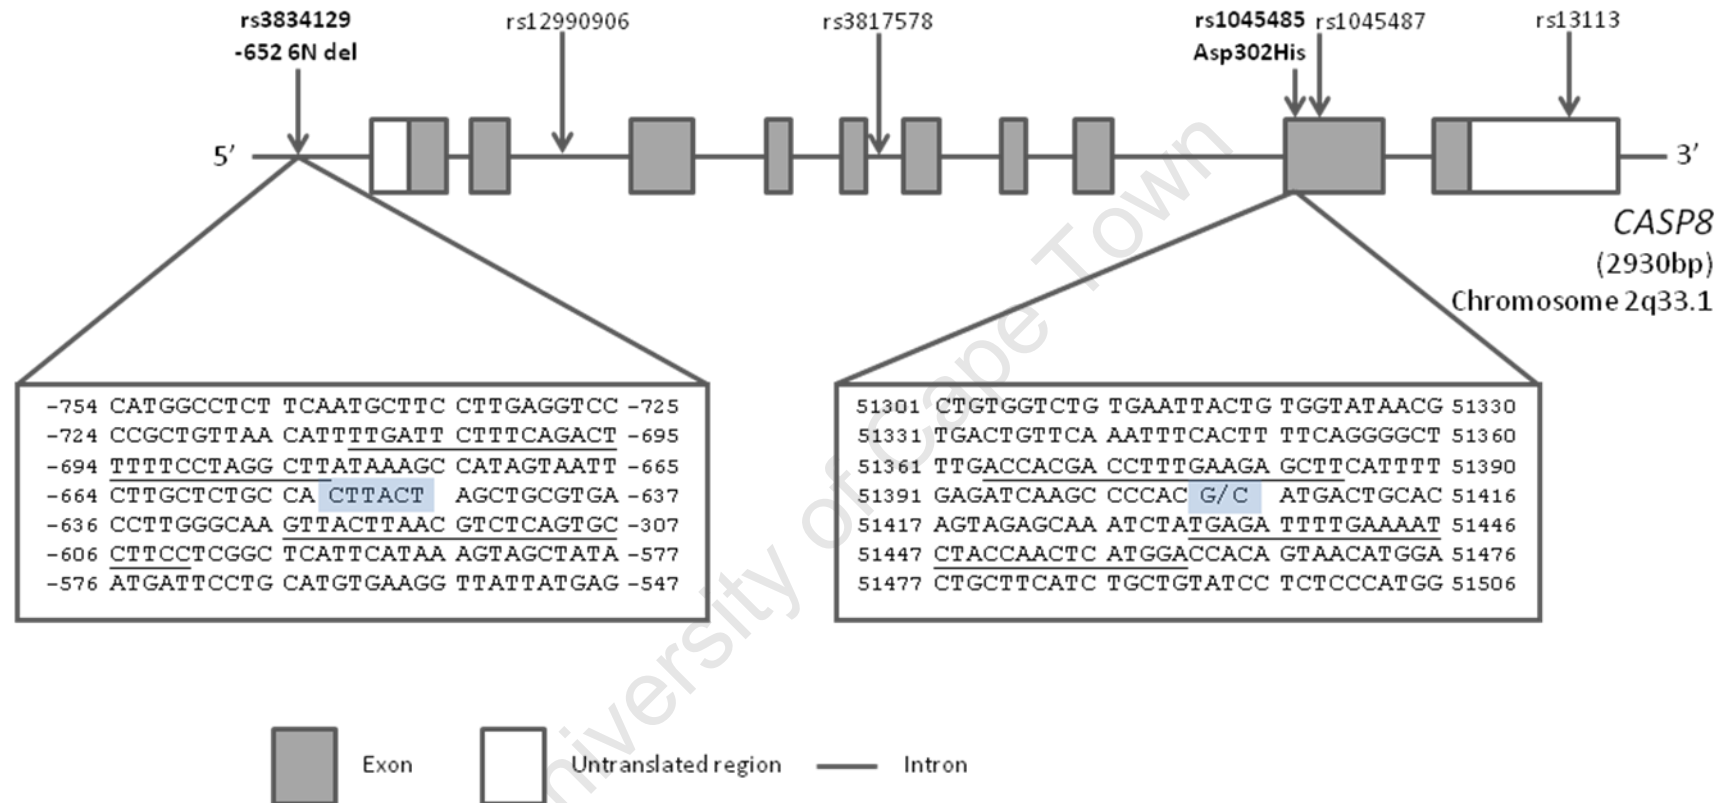 rs3834129
-652 6N del
rs12990906
rs3817578
rs1045485
Asp302His
rs1045487
rs13113
5’
3’
CASP8
(2930bp)
Chromosome 2q33.1
-754 CATGGCCTCT TCAATGCTTC CTTGAGGTCC -725
-724 CCGCTGTTAA CATTTTGATT CTTTCAGACT -695
-694 TTTTCCTAGG CTTATAAAGC CATAGTAATT -665
-664 CTTGCTCTGC CA CTTACT AGCTGCGTGA -637
-636 CCTTGGGCAA GTTACTTAAC GTCTCAGTGC -307
-606 CTTCCTCGGC TCATTCATAA AGTAGCTATA -577
-576 ATGATTCCTG CATGTGAAGG TTATTATGAG -547
51301 CTGTGGTCTG TGAATTACTG TGGTATAACG 51330
51331 TGACTGTTCA AATTTCACTT TTCAGGGGCT 51360
51361 TTGACCACGA CCTTTGAAGA GCTTCATTTT 51390
51391 GAGATCAAGC CCCAC G/C ATGACTGCAC 51416
51417 AGTAGAGCAA ATCTATGAGA TTTTGAAAAT 51446
51447 CTACCAACTC ATGGACCACA GTAACATGGA 51476
51477 CTGCTTCATC TGCTGTATCC TCTCCCATGG 51506
Exon
Untranslated region
Intron
niversity of Cape Town